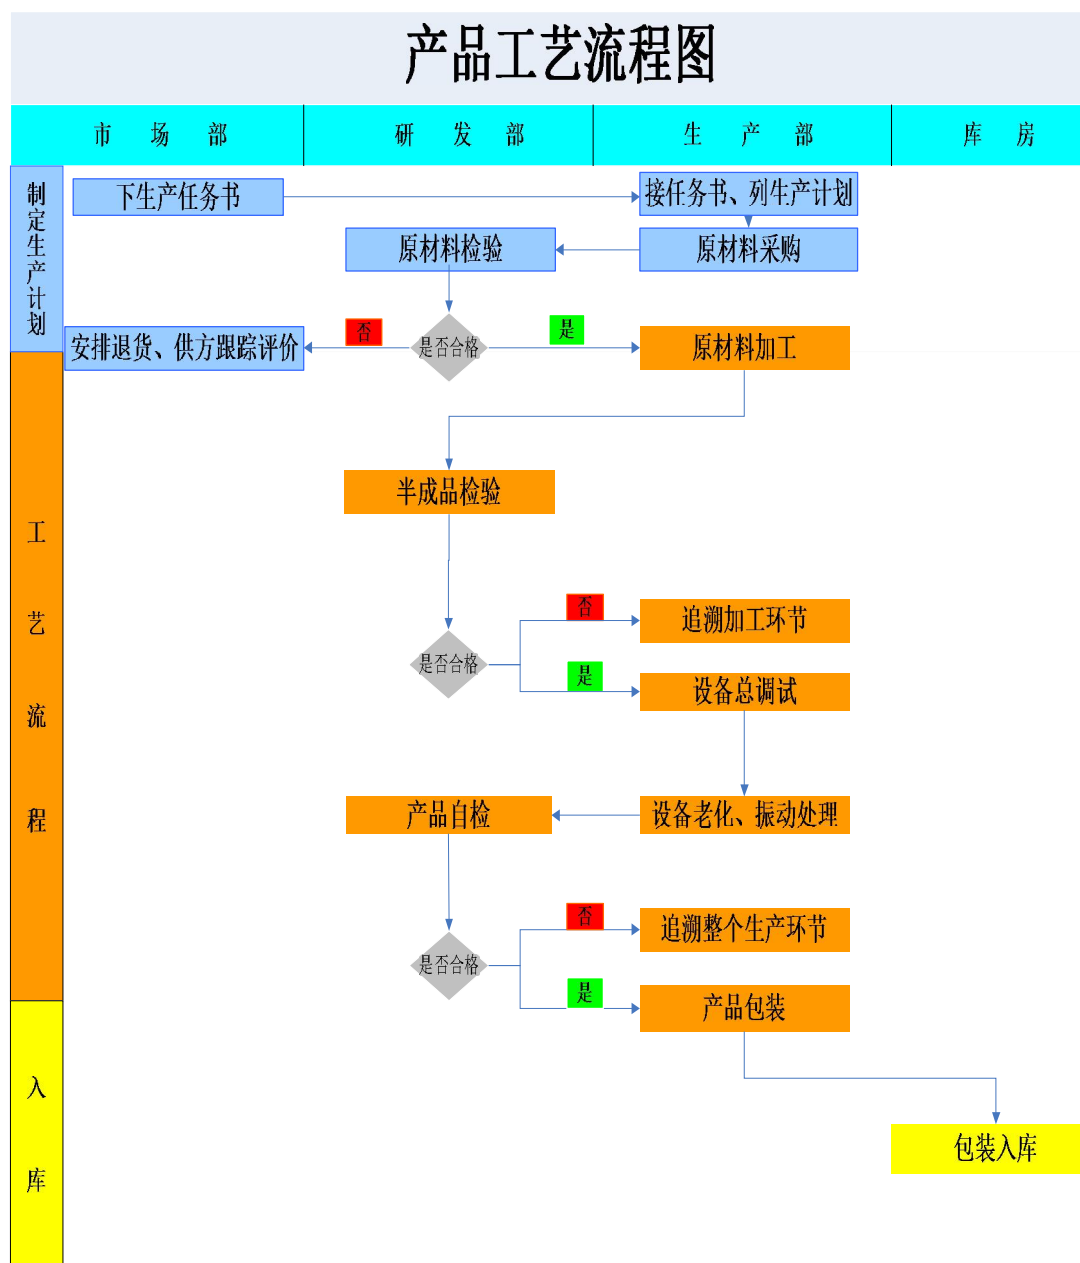 产品工艺流程图
市场部 研发部 生产部 库房
制定生产计划
下生产任务书 接任务书、列生产计划
原材料检验 原材料采购
否 是
安排退货、供方跟踪评价 是否合格 原材料加工
工艺流程
半成品检验
否 追溯加工环节
是否合格
是 设备总调试
产品自检 设备老化、振动处理
否 追溯整个生产环节
是否合格
是 产品包装
入库
包装入库